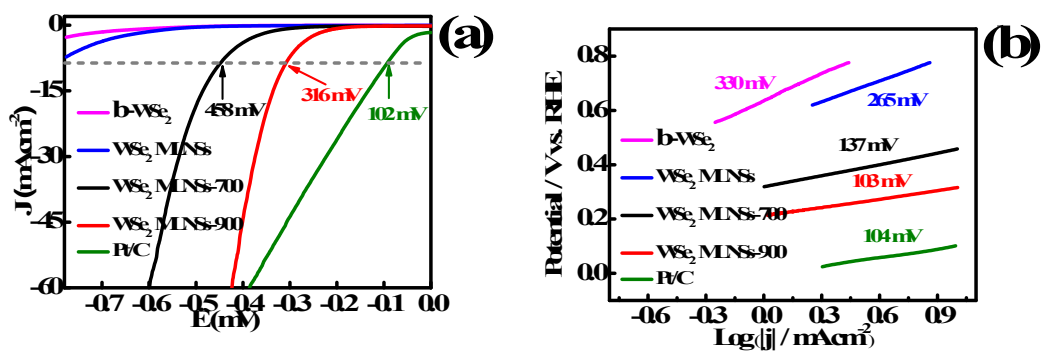 (a)
J(mAcm⁻²)
0
-15
-30
-45
-60
b-WSe₂
WSe₂ MLNSs
WSe₂ MLNSs-700
WSe₂ MLNSs-900
Pt/C
458 mV
316 mV
102 mV
-0.7 -0.6 -0.5 -0.4 -0.3 -0.2 -0.1 0.0
E(mV)
(b)
Potential / V vs. RHE
0.8
0.6
0.4
0.2
0.0
330 mV
265 mV
137 mV
103 mV
104 mV
b-WSe₂
WSe₂ MLNSs
WSe₂ MLNSs-700
WSe₂ MLNSs-900
Pt/C
-0.6 -0.3 0.0 0.3 0.6 0.9
Log(|j| / mAcm⁻²)